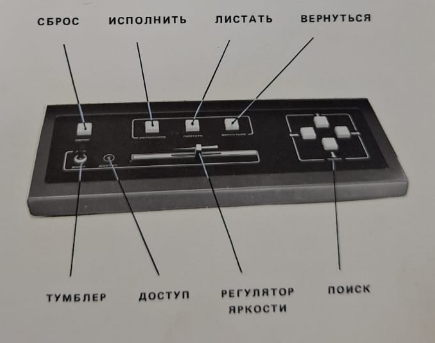 СБРОС ИСПОЛНИТЬ ЛИСТАТЬ ВЕРНУТЬСЯ
ТУМБЛЕР ДОСТУП РЕГУЛЯТОР ЯРКОСТИ ПОИСК